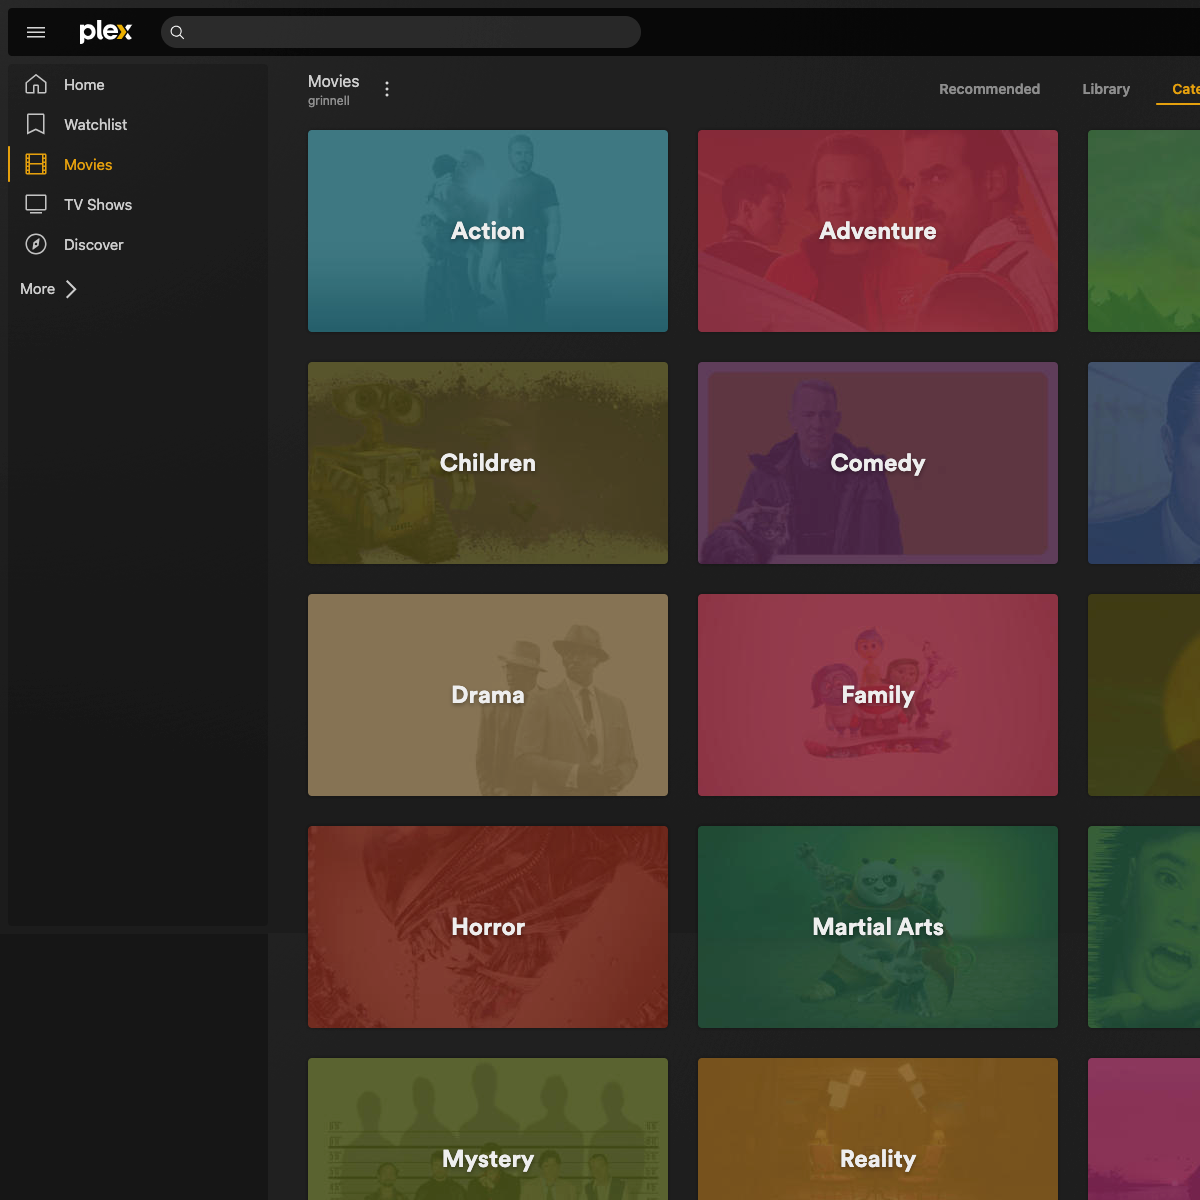 plex
Home
Watchlist
Movies
TV Shows
Discover
More
Movies
grinnell
Recommended
Library
Cate
Action
Adventure
Children
Comedy
Drama
Family
Horror
Martial Arts
Mystery
Reality